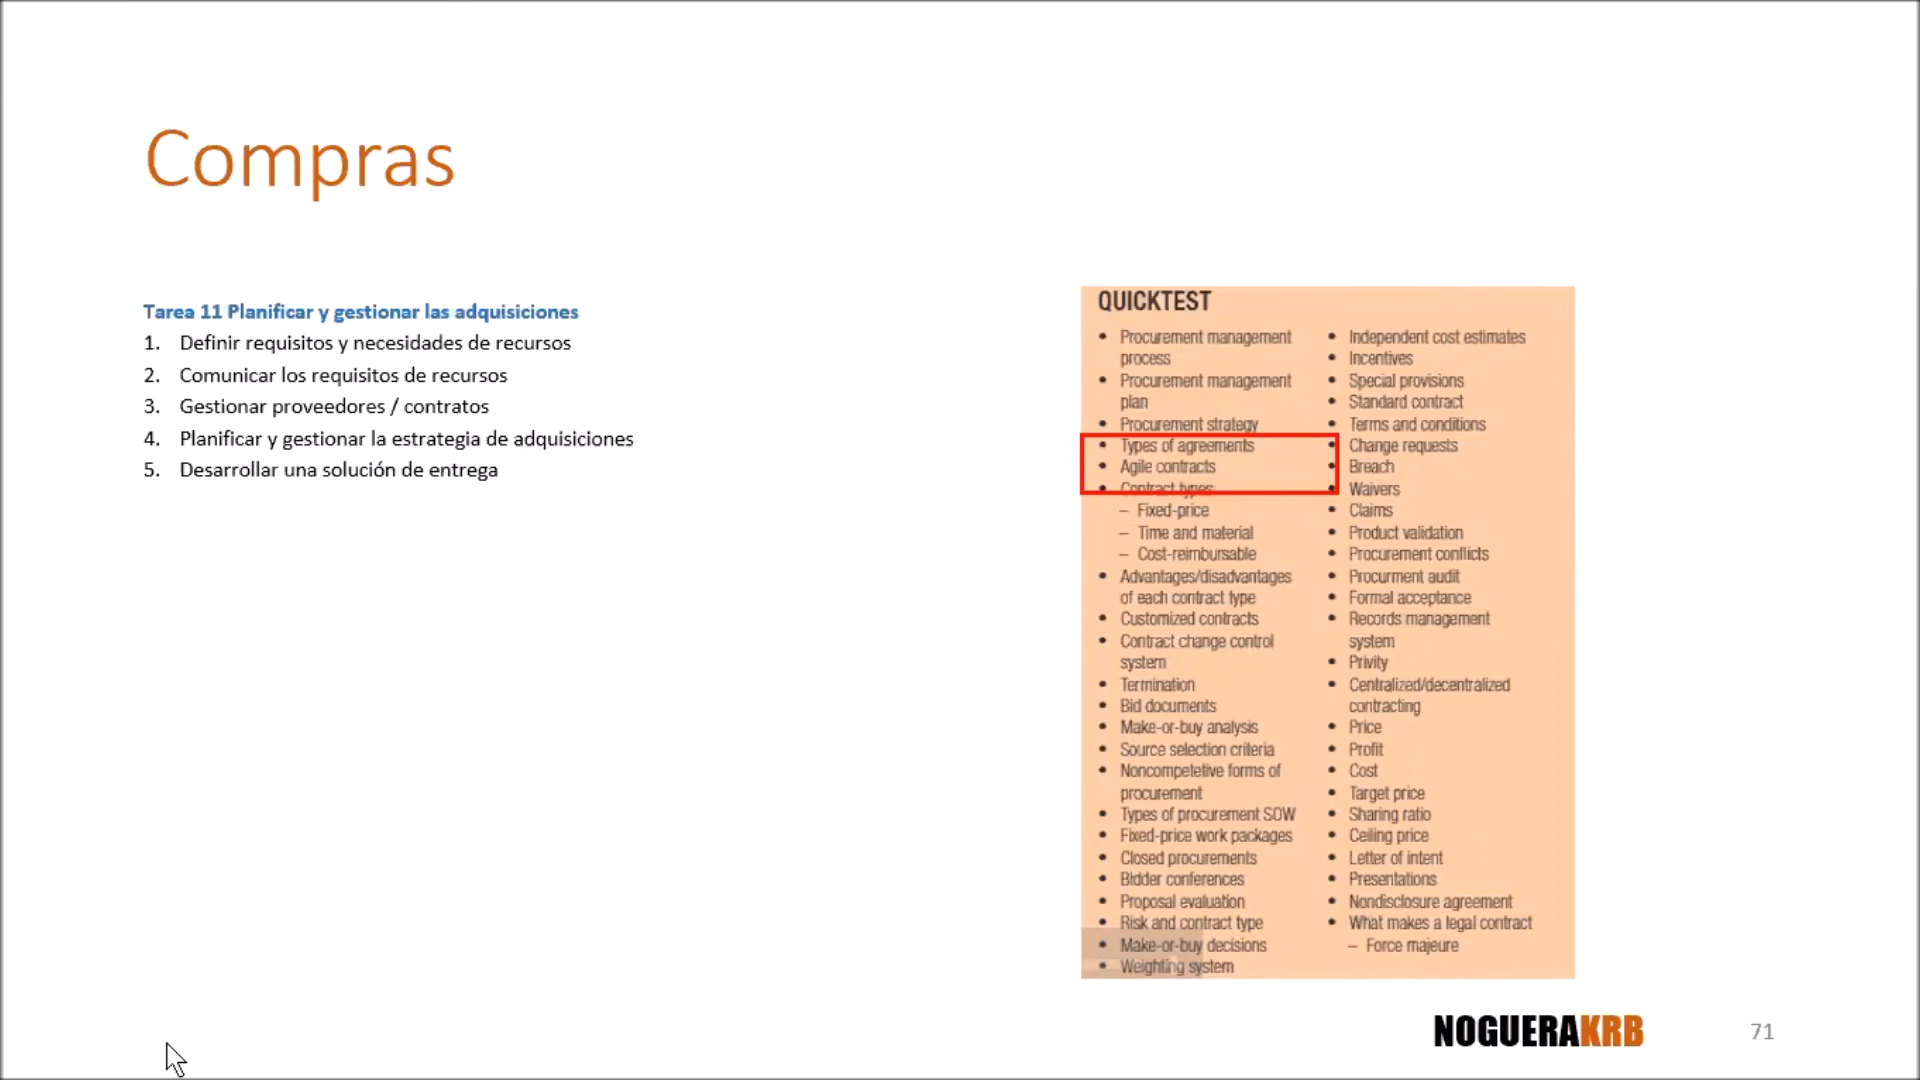 Compras
Tarea 11 Planificar y gestionar las adquisiciones
1. Definir requisitos y necesidades de recursos
2. Comunicar los requisitos de recursos
3. Gestionar proveedores / contratos
4. Planificar y gestionar la estrategia de adquisiciones
5. Desarrollar una solución de entrega
QUICKTEST
• Procurement management
process
• Procurement management
plan
• Procurement strategy
• Types of agreements
• Agile contracts
• Contract types
– Fixed-price
– Time and material
– Cost-reimbursable
• Advantages/disadvantages
of each contract type
• Customized contracts
• Contract change control
system
• Termination
• Bid documents
• Make-or-buy analysis
• Source selection criteria
• Noncompetetive forms of
procurement
• Types of procurement SOW
• Fixed-price work packages
• Closed procurements
• Bidder conferences
• Proposal evaluation
• Risk and contract type
• Make-or-buy decisions
• Weighting system
• Independent cost estimates
• Incentives
• Special provisions
• Standard contract
• Terms and conditions
• Change requests
• Breach
• Waivers
• Claims
• Product validation
• Procurement conflicts
• Procurment audit
• Formal acceptance
• Records management
system
• Privity
• Centralized/decentralized
contracting
• Price
• Profit
• Cost
• Target price
• Sharing ratio
• Ceiling price
• Letter of intent
• Presentations
• Nondisclosure agreement
• What makes a legal contract
– Force majeure
NOGUERAKRB
71